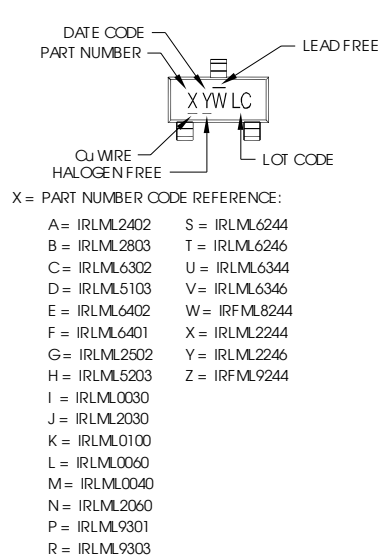 DATE CODE
PART NUMBER
LEAD FREE
X YW LC
Cu WIRE
HALOGEN FREE
LOT CODE
X = PART NUMBER CODE REFERENCE:
A = IRLML2402 S = IRLML6244
B = IRLML2803 T = IRLML6246
C = IRLML6302 U = IRLML6344
D = IRLML5103 V = IRLML6346
E = IRLML6402 W = IRFML8244
F = IRLML6401 X = IRLML2244
G = IRLML2502 Y = IRLML2246
H = IRLML5203 Z = IRFML9244
I = IRLML0030
J = IRLML2030
K = IRLML0100
L = IRLML0060
M = IRLML0040
N = IRLML2060
P = IRLML9301
R = IRLML9303